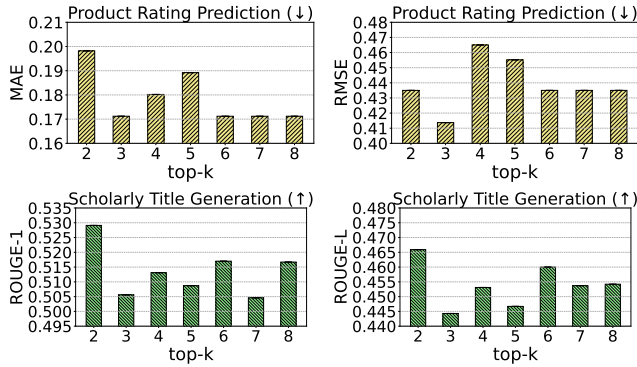 Product Rating Prediction (↓)
MAE
0.21
0.20
0.19
0.18
0.17
0.16
2 3 4 5 6 7 8
top-k
Product Rating Prediction (↓)
RMSE
0.48
0.47
0.46
0.45
0.44
0.43
0.42
0.41
0.40
2 3 4 5 6 7 8
top-k
Scholarly Title Generation (↑)
ROUGE-1
0.535
0.530
0.525
0.520
0.515
0.510
0.505
0.500
0.495
2 3 4 5 6 7 8
top-k
Scholarly Title Generation (↑)
ROUGE-L
0.480
0.475
0.470
0.465
0.460
0.455
0.450
0.445
0.440
2 3 4 5 6 7 8
top-k